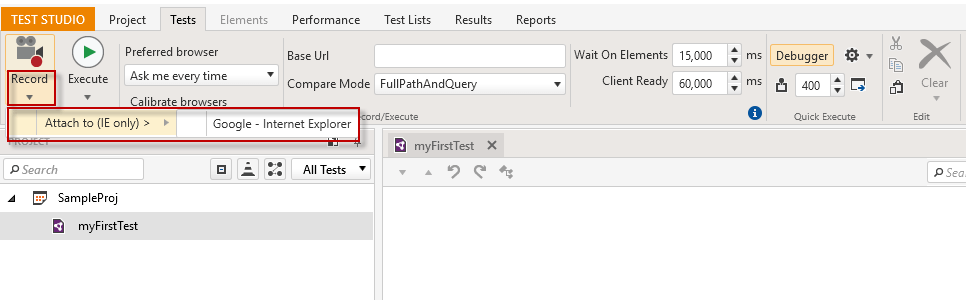 TEST STUDIO Project Tests Elements Performance Test Lists Results Reports
Record
Execute
Preferred browser
Ask me every time
Calibrate browsers
Base Url
Compare Mode FullPathAndQuery
Wait On Elements 15,000 ms
Client Ready 60,000 ms
cord/Execute
Debugger
400
Quick Execute
Clear
Edit
Attach to (IE only) > Google - Internet Explorer
PROJECT
Search All Tests
SampleProj
myFirstTest
myFirstTest
Sear